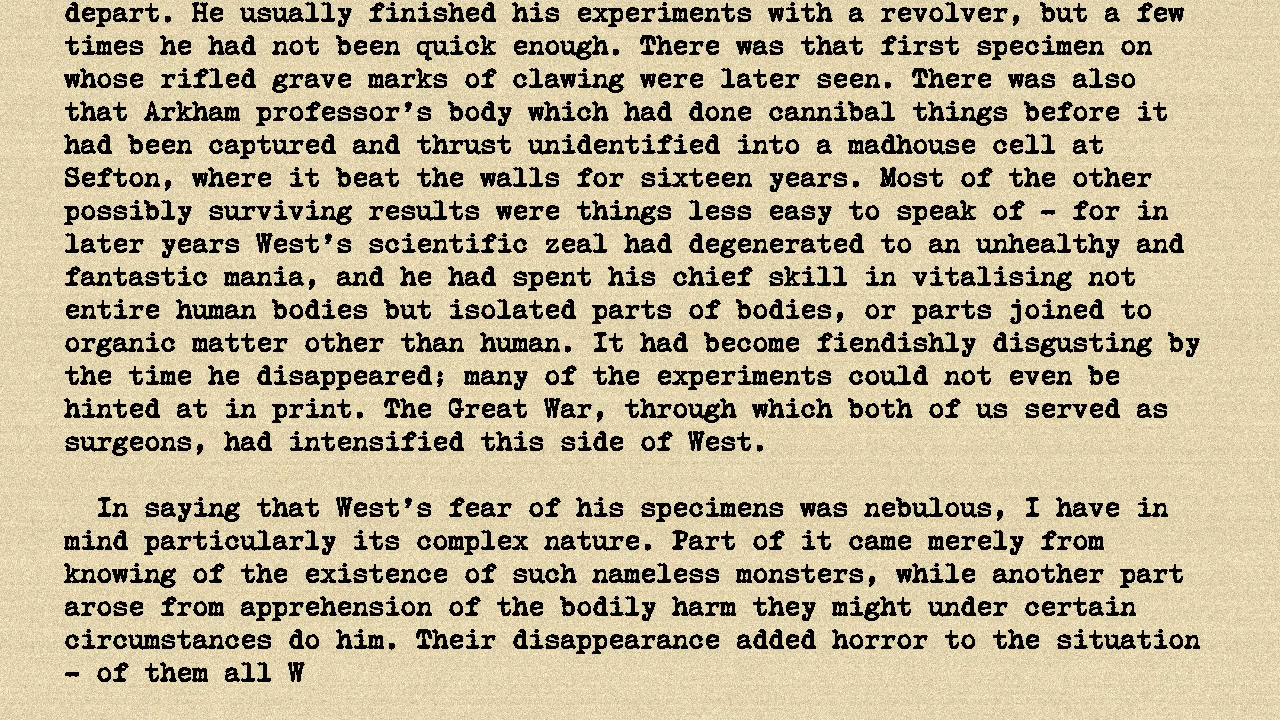 depart. He usually finished his experiments with a revolver, but a few
times he had not been quick enough. There was that first specimen on
whose rifled grave marks of clawing were later seen. There was also
that Arkham professor's body which had done cannibal things before it
had been captured and thrust unidentified into a madhouse cell at
Sefton, where it beat the walls for sixteen years. Most of the other
possibly surviving results were things less easy to speak of – for in
later years West's scientific zeal had degenerated to an unhealthy and
fantastic mania, and he had spent his chief skill in vitalising not
entire human bodies but isolated parts of bodies, or parts joined to
organic matter other than human. It had become fiendishly disgusting by
the time he disappeared; many of the experiments could not even be
hinted at in print. The Great War, through which both of us served as
surgeons, had intensified this side of West.
In saying that West's fear of his specimens was nebulous, I have in
mind particularly its complex nature. Part of it came merely from
knowing of the existence of such nameless monsters, while another part
arose from apprehension of the bodily harm they might under certain
circumstances do him. Their disappearance added horror to the situation
– of them all W